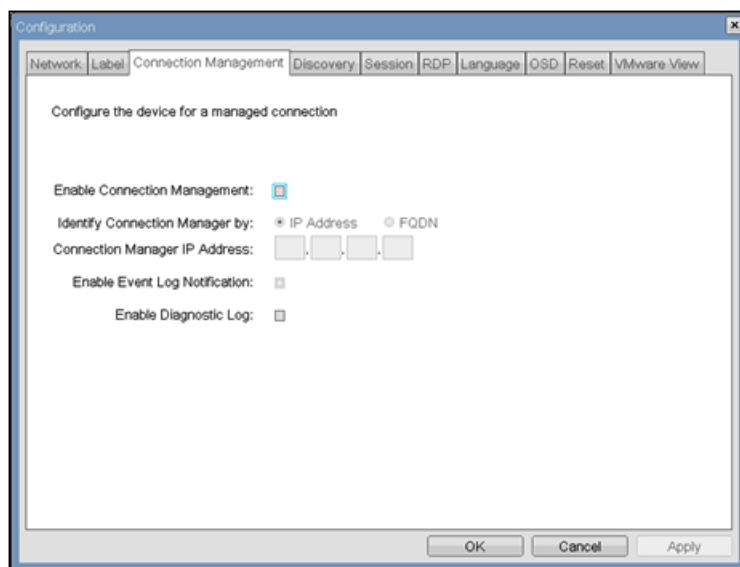 Configuration
Network Label Connection Management Discovery Session RDP Language OSD Reset VMware View
Configure the device for a managed connection
Enable Connection Management:
Identify Connection Manager by: IP Address FQDN
Connection Manager IP Address: . . .
Enable Event Log Notification:
Enable Diagnostic Log:
OK Cancel Apply